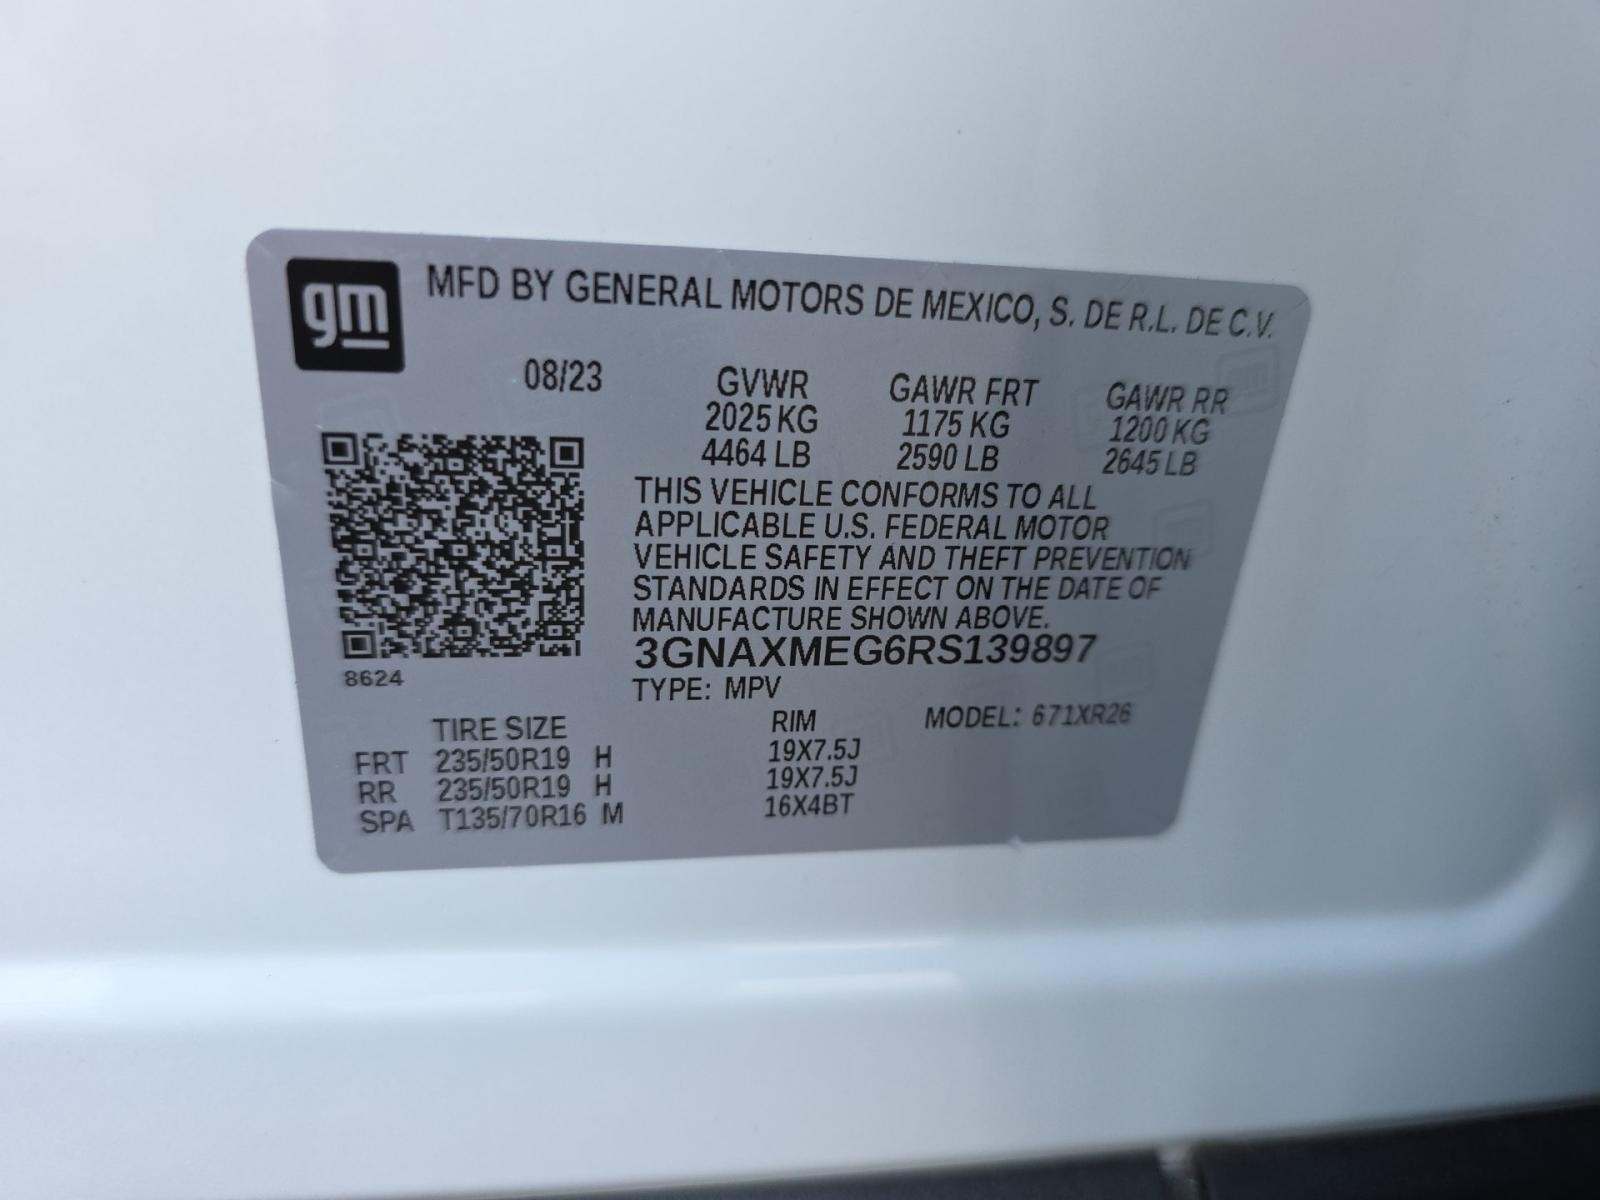 gm
MFD BY GENERAL MOTORS DE MEXICO, S. DE R.L. DE C.V.
08/23 GVWR GAWR FRT GAWR RR
2025 KG 1175 KG 1200 KG
4464 LB 2590 LB 2645 LB
THIS VEHICLE CONFORMS TO ALL
APPLICABLE U.S. FEDERAL MOTOR
VEHICLE SAFETY AND THEFT PREVENTION
STANDARDS IN EFFECT ON THE DATE OF
MANUFACTURE SHOWN ABOVE.
3GNAXMEG6RS139897
8624
TYPE: MPV
TIRE SIZE RIM MODEL: 671XR26
FRT 235/50R19 H 19X7.5J
RR 235/50R19 H 19X7.5J
SPA T135/70R16 M 16X4BT